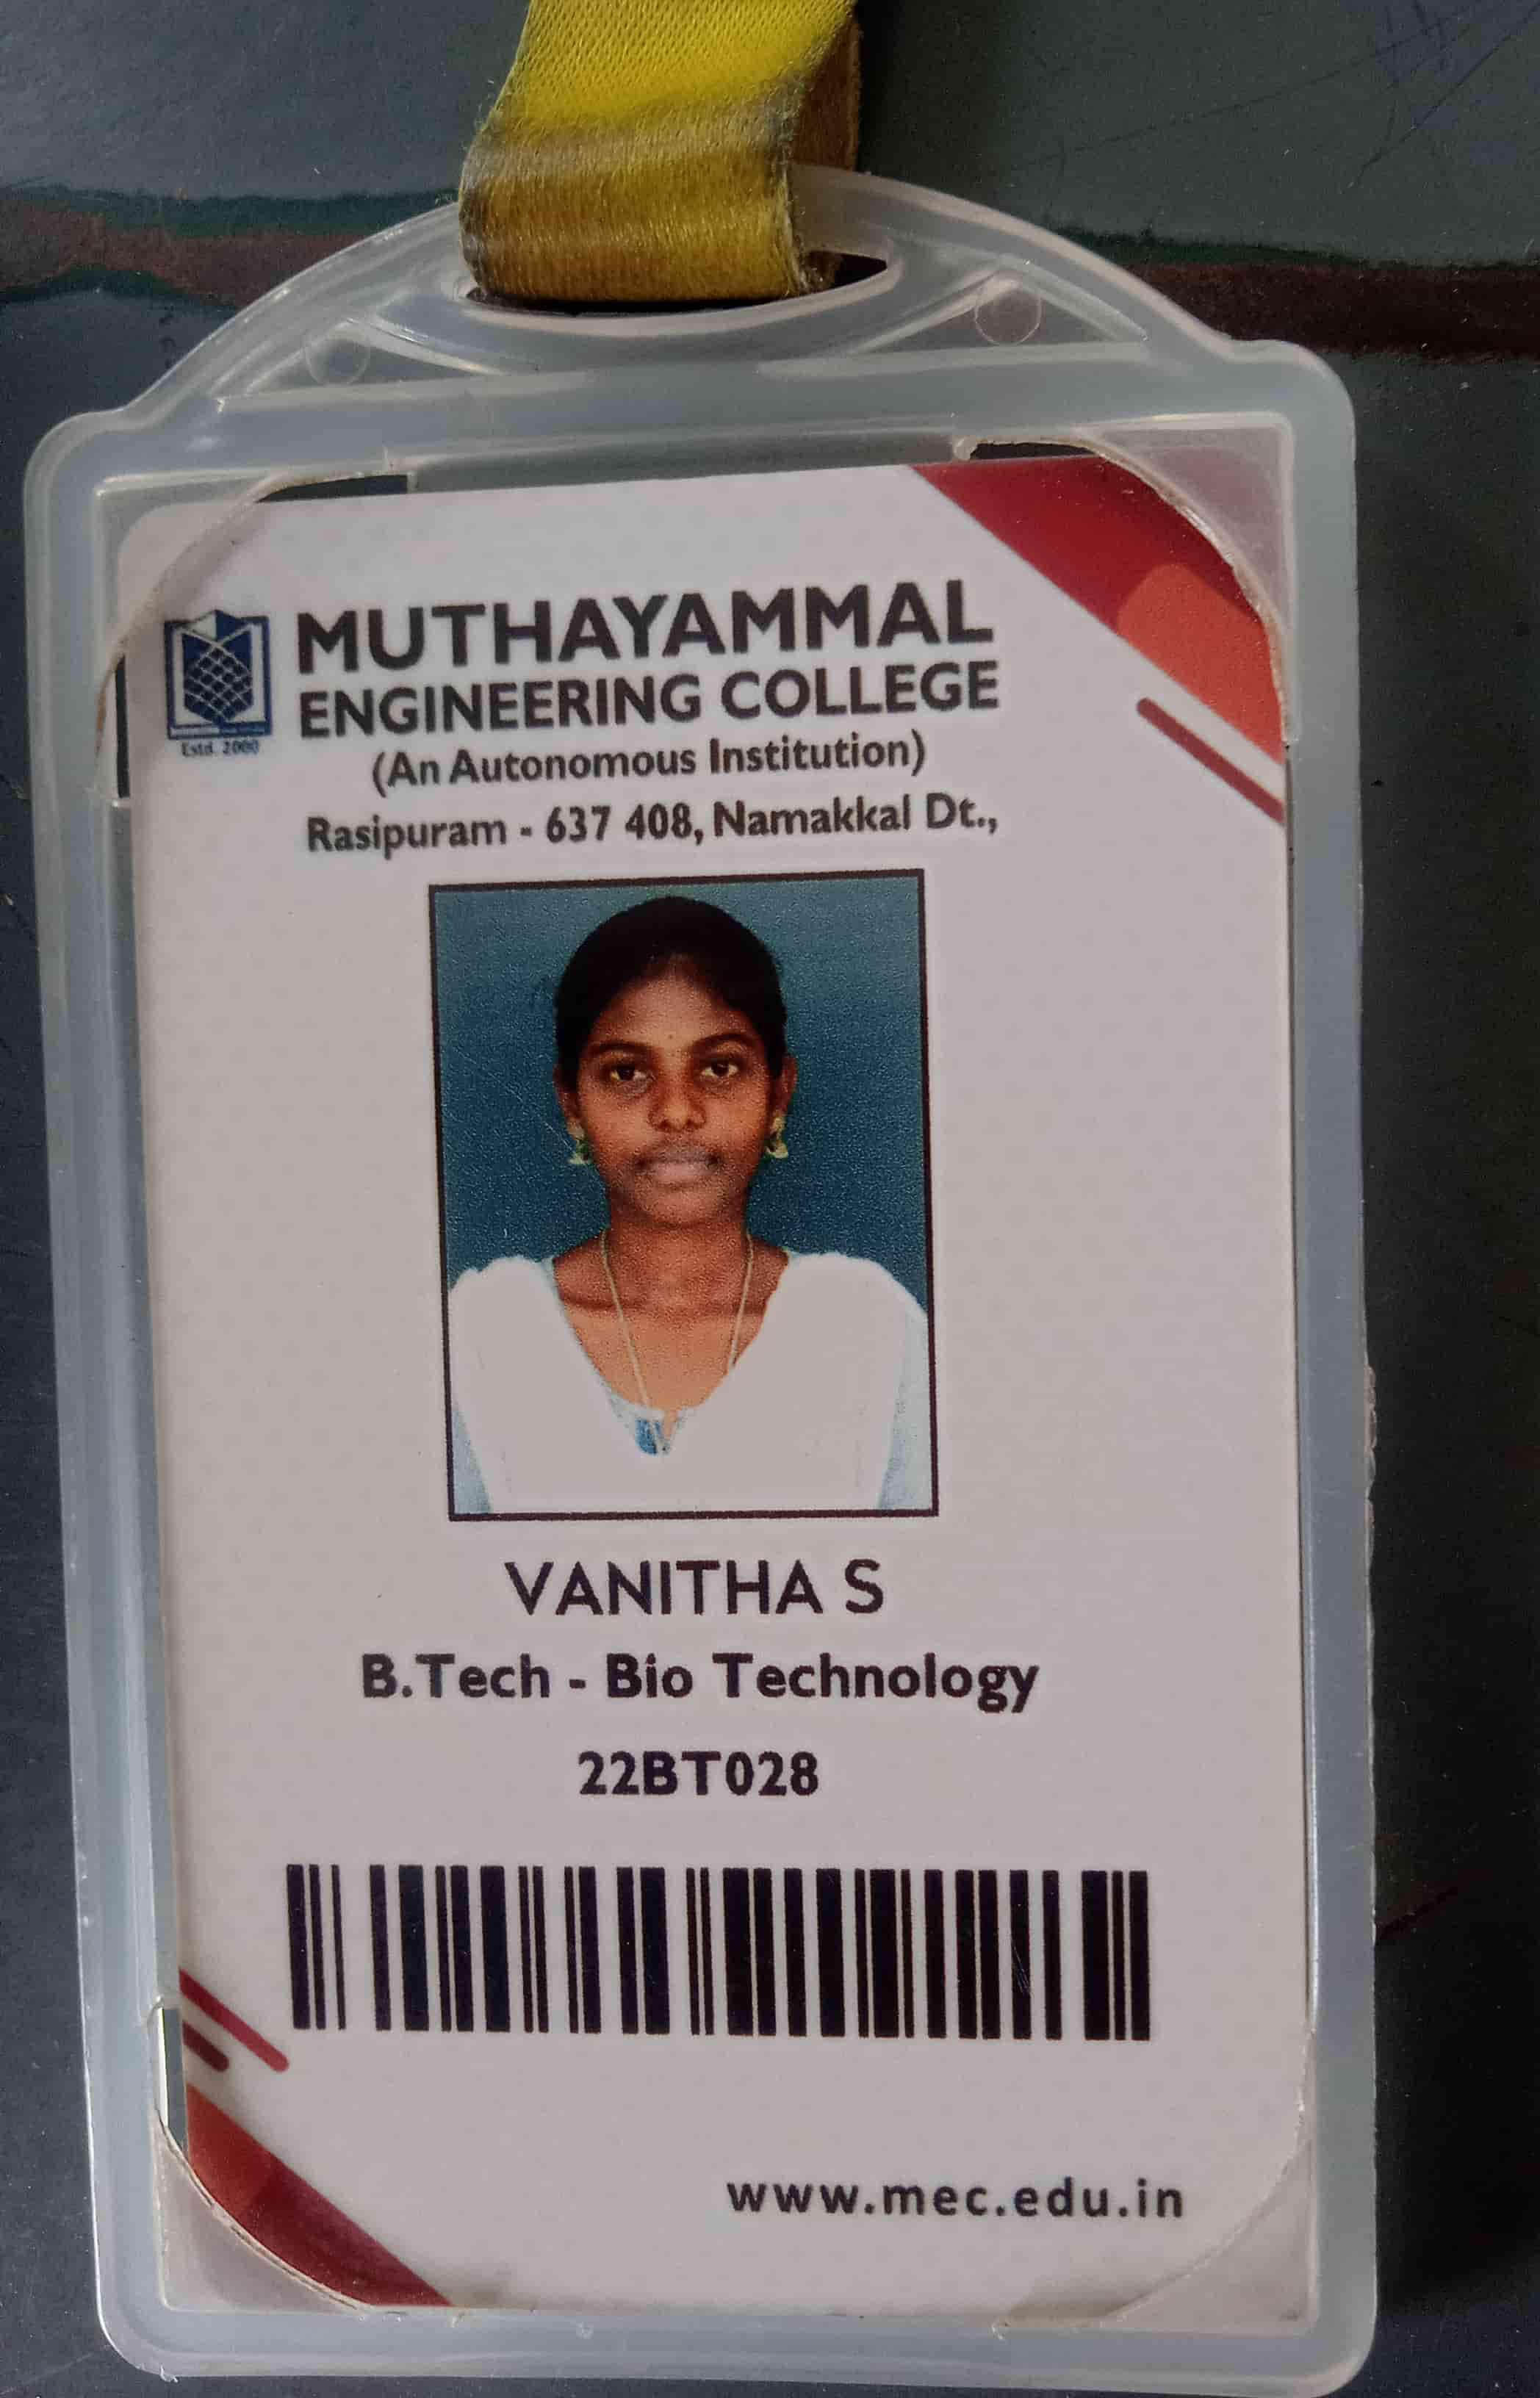 MUTHAYAMMAL
ENGINEERING COLLEGE
Estd. 2000
(An Autonomous Institution)
Rasipuram - 637 408, Namakkal Dt.,
VANITHA S
B.Tech - Bio Technology
22BT028
www.mec.edu.in